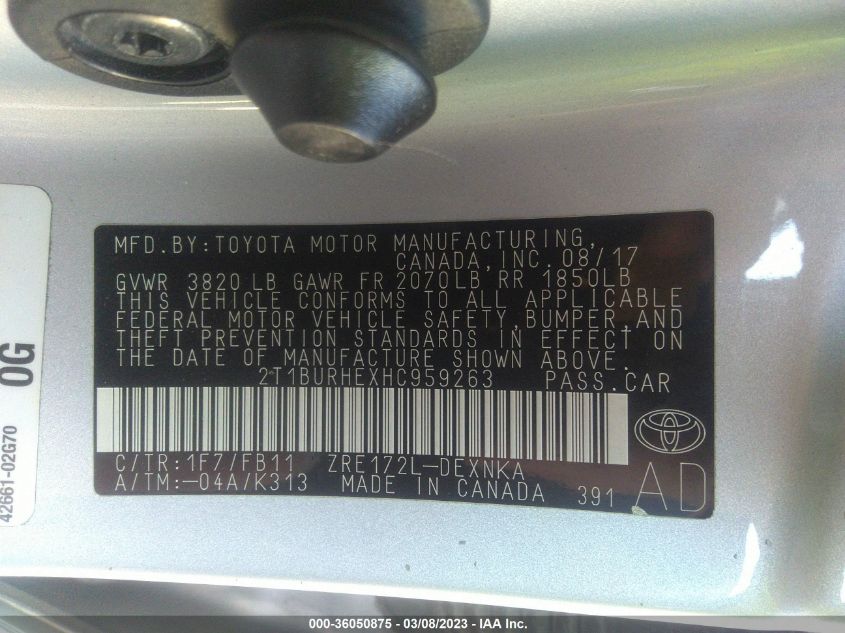 MFD.BY:TOYOTA MOTOR MANUFACTURING,
CANADA,INC.08/17
GVWR 3820 LB GAWR FR 2070LB RR 1850LB
THIS VEHICLE CONFORMS TO ALL APPLICABLE
FEDERAL MOTOR VEHICLE SAFETY,BUMPER,AND
THEFT PREVENTION STANDARDS IN EFFECT ON
THE DATE OF MANUFACTURE SHOWN ABOVE.
2T1BURHEXHC959263 PASS.CAR
C/TR:1F7/FB11 ZRE172L-DEXNKA
A/TM:-04A/K313 MADE IN CANADA 391
AD
0G
42661-02G70
000-36050875 / 03/08/2023 - IAA Inc.